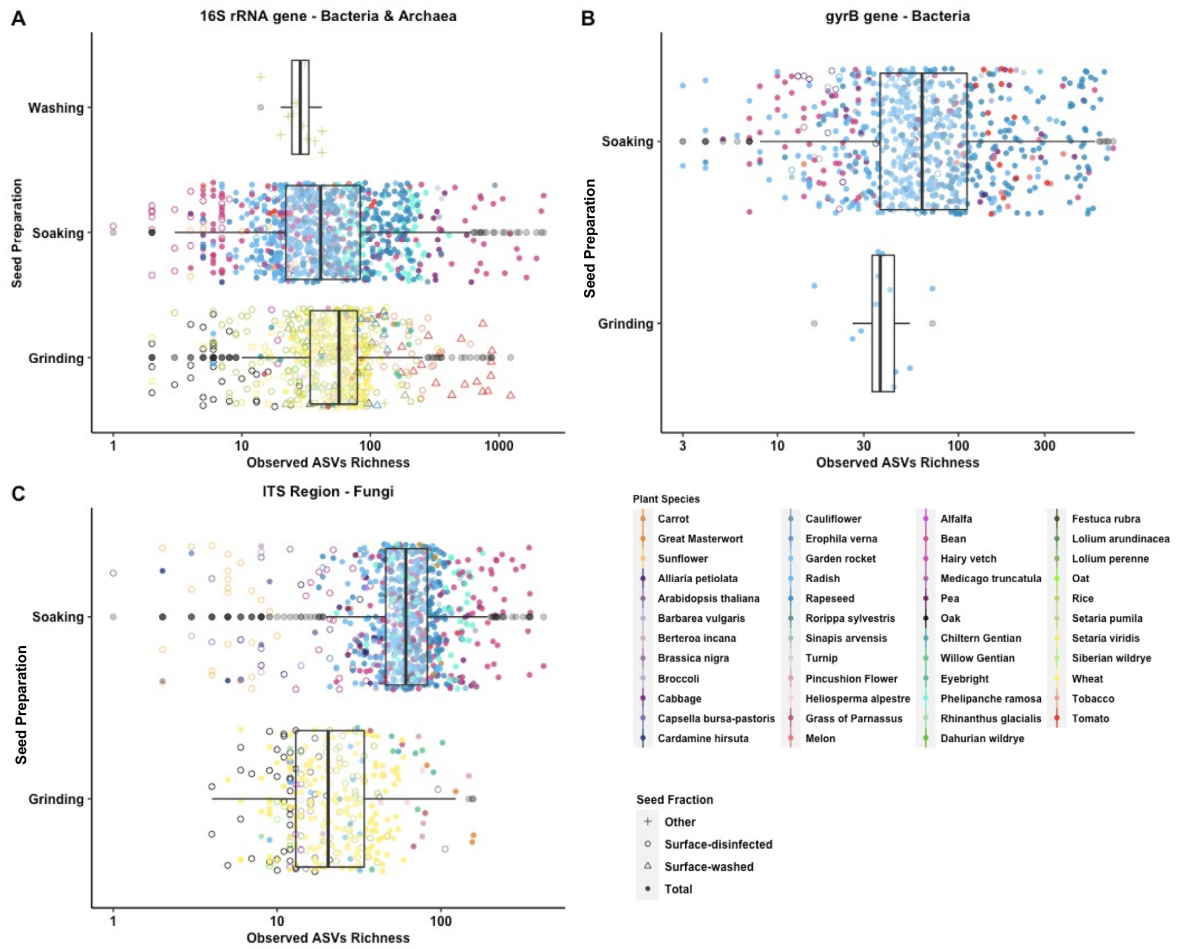 A
16S rRNA gene - Bacteria & Archaea
Seed Preparation
Washing
Soaking
Grinding
1 10 100 1000
Observed ASVs Richness
B
gyrB gene - Bacteria
Seed Preparation
Soaking
Grinding
3 10 30 100 300
Observed ASVs Richness
C
ITS Region - Fungi
Seed Preparation
Soaking
Grinding
1 10 100
Observed ASVs Richness
Plant Species
Carrot
Great Masterwort
Sunflower
Alliaria petiolata
Arabidopsis thaliana
Barbarea vulgaris
Berteroa incana
Brassica nigra
Broccoli
Cabbage
Capsella bursa-pastoris
Cardamine hirsuta
Cauliflower
Erophila verna
Garden rocket
Radish
Rapeseed
Rorippa sylvestris
Sinapis arvensis
Turnip
Pincushion Flower
Heliosperma alpestre
Grass of Parnassus
Melon
Alfalfa
Bean
Hairy vetch
Medicago truncatula
Pea
Oak
Chiltern Gentian
Willow Gentian
Eyebright
Phelipanche ramosa
Rhinanthus glacialis
Dahurian wildrye
Festuca rubra
Lolium arundinacea
Lolium perenne
Oat
Rice
Setaria pumila
Setaria viridis
Siberian wildrye
Wheat
Tobacco
Tomato
Seed Fraction
Other
Surface-disinfected
Surface-washed
Total